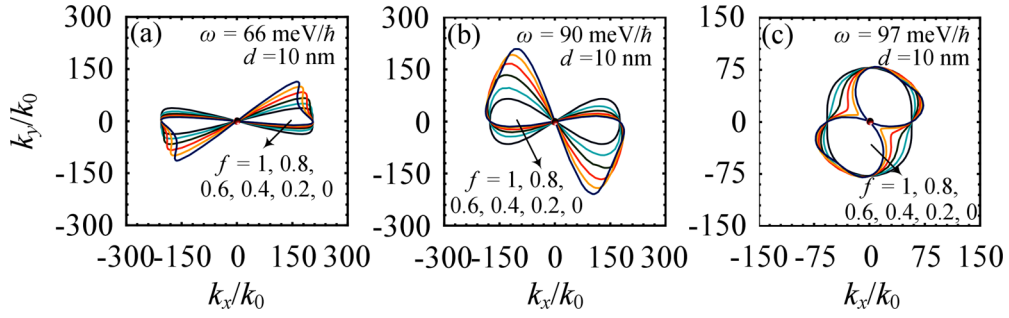 (a)
ω = 66 meV/ħ
d =10 nm
f = 1, 0.8,
0.6, 0.4, 0.2, 0
300
150
0
-150
-300
-300 -150 0 150 300
ky/k0
kx/k0
(b)
ω = 90 meV/ħ
d =10 nm
f = 1, 0.8,
0.6, 0.4, 0.2, 0
300
150
0
-150
-300
-300 -150 0 150 300
kx/k0
(c)
ω = 97 meV/ħ
d =10 nm
f = 1, 0.8,
0.6, 0.4, 0.2, 0
150
75
0
-75
-150
-150 -75 0 75 150
kx/k0